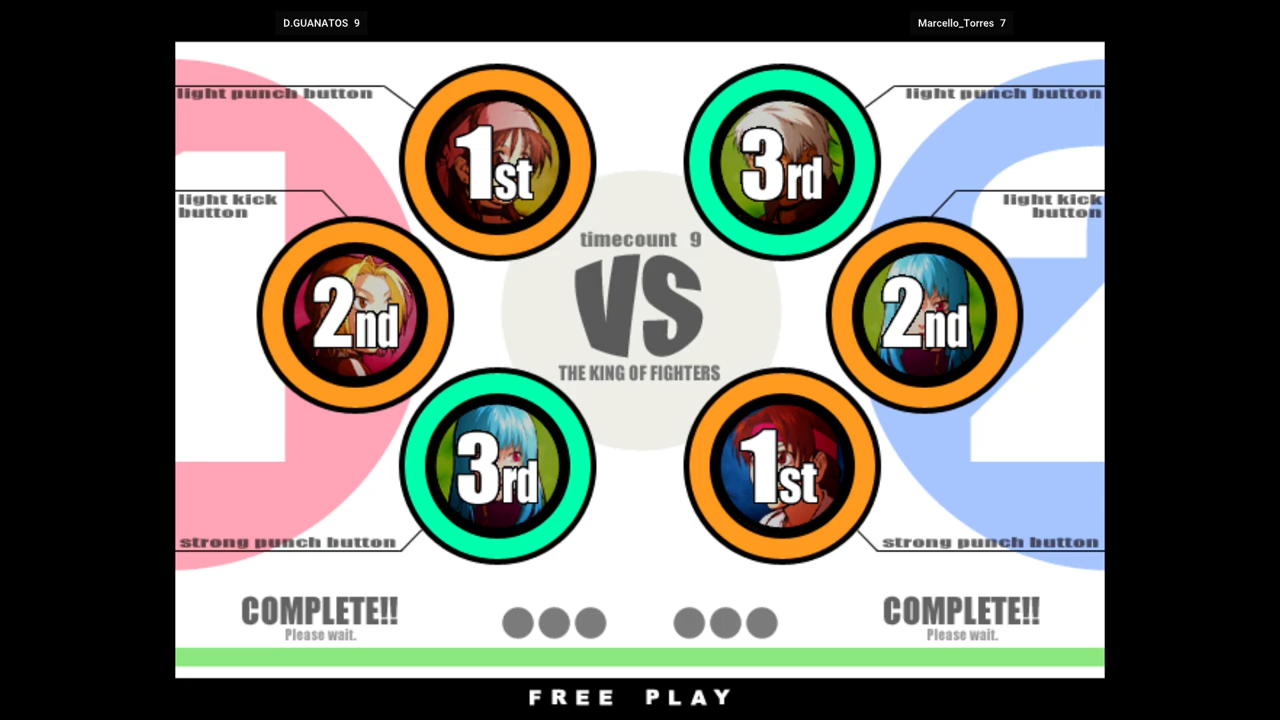 D.GUANATOS 9
Marcello_Torres 7
light punch button
light punch button
1st
3rd
light kick
button
light kick
button
timecount 9
VS
THE KING OF FIGHTERS
2nd
2nd
3rd
1st
1
2
strong punch button
strong punch button
COMPLETE!!
Please wait.
COMPLETE!!
Please wait.
FREE PLAY